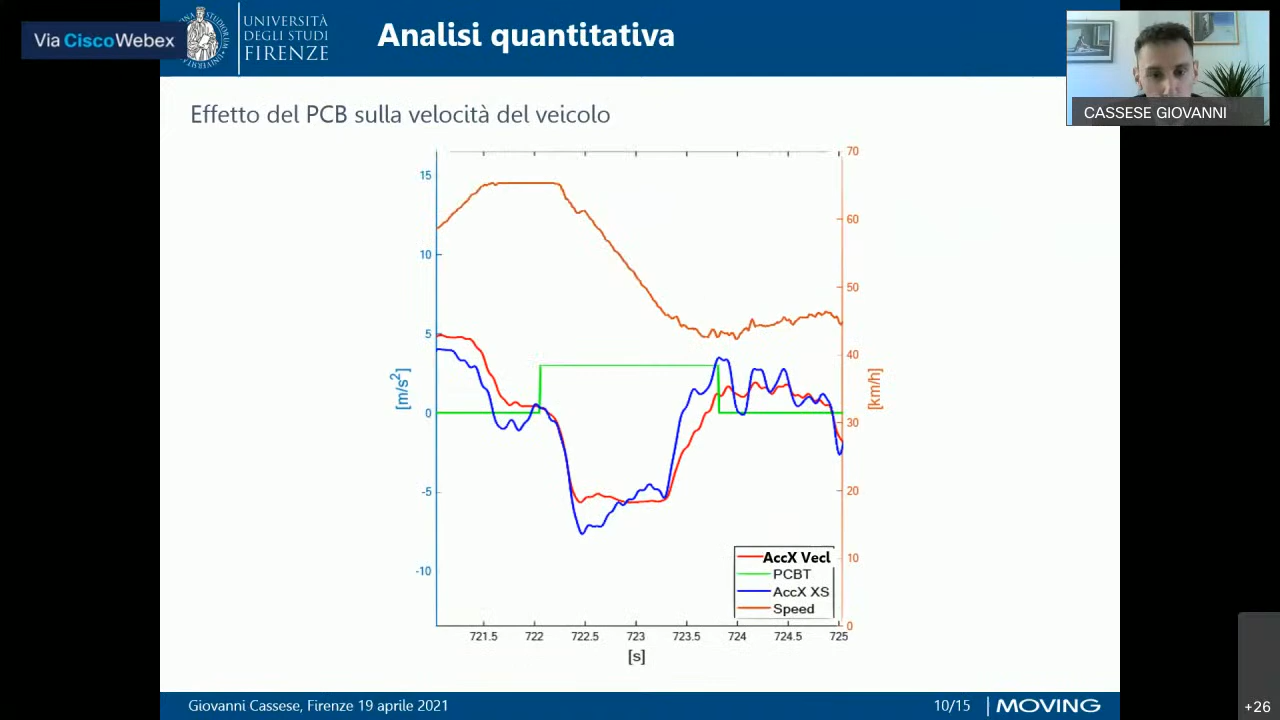 Via Cisco Webex
UNIVERSITÀ
DEGLI STUDI
FIRENZE
Analisi quantitativa
CASSESE GIOVANNI
Effetto del PCB sulla velocità del veicolo
15
10
5
0
-5
-10
[m/s²]
70
60
50
40
30
20
10
0
[km/h]
AccX Vecl
PCBT
AccX XS
Speed
721.5 722 722.5 723 723.5 724 724.5 725
[s]
Giovanni Cassese, Firenze 19 aprile 2021
10/15
MOVING
+26